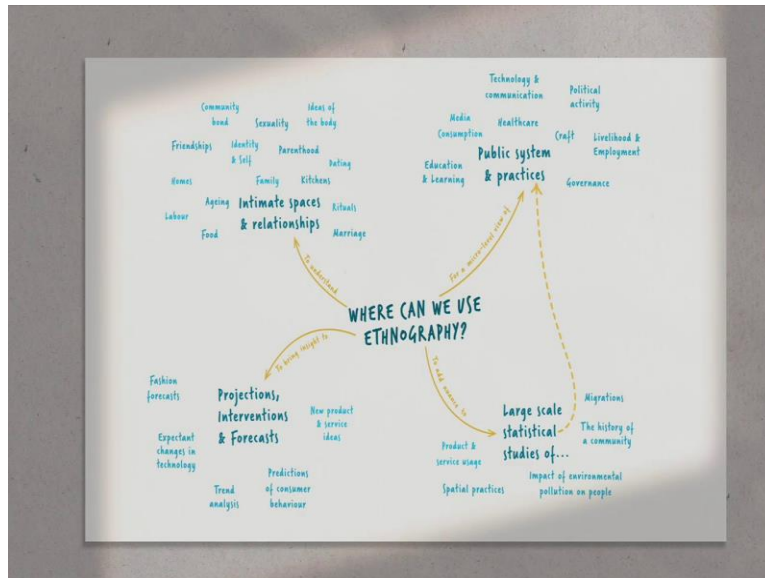 Community
bond
Sexuality
Ideas of
the body
Friendships
Identity
& Self
Parenthood
Dating
Homes
Family
Kitchens
Ageing
Intimate spaces
& relationships
Rituals
Labour
Food
Marriage
Technology &
communication
Political
activity
Media
Consumption
Healthcare
Craft
Livelihood &
Employment
Education
& Learning
Public system
& practices
Governance
To understand
For a micro-level view of
WHERE CAN WE USE
ETHNOGRAPHY?
To bring insight to
To add nuance to
Fashion
forecasts
Projections,
Interventions
& Forecasts
New product
& service
ideas
Expectant
changes in
technology
Trend
analysis
Predictions
of consumer
behaviour
Large scale
statistical
studies of...
Migrations
The history of
a community
Product &
service usage
Spatial practices
Impact of environmental
pollution on people